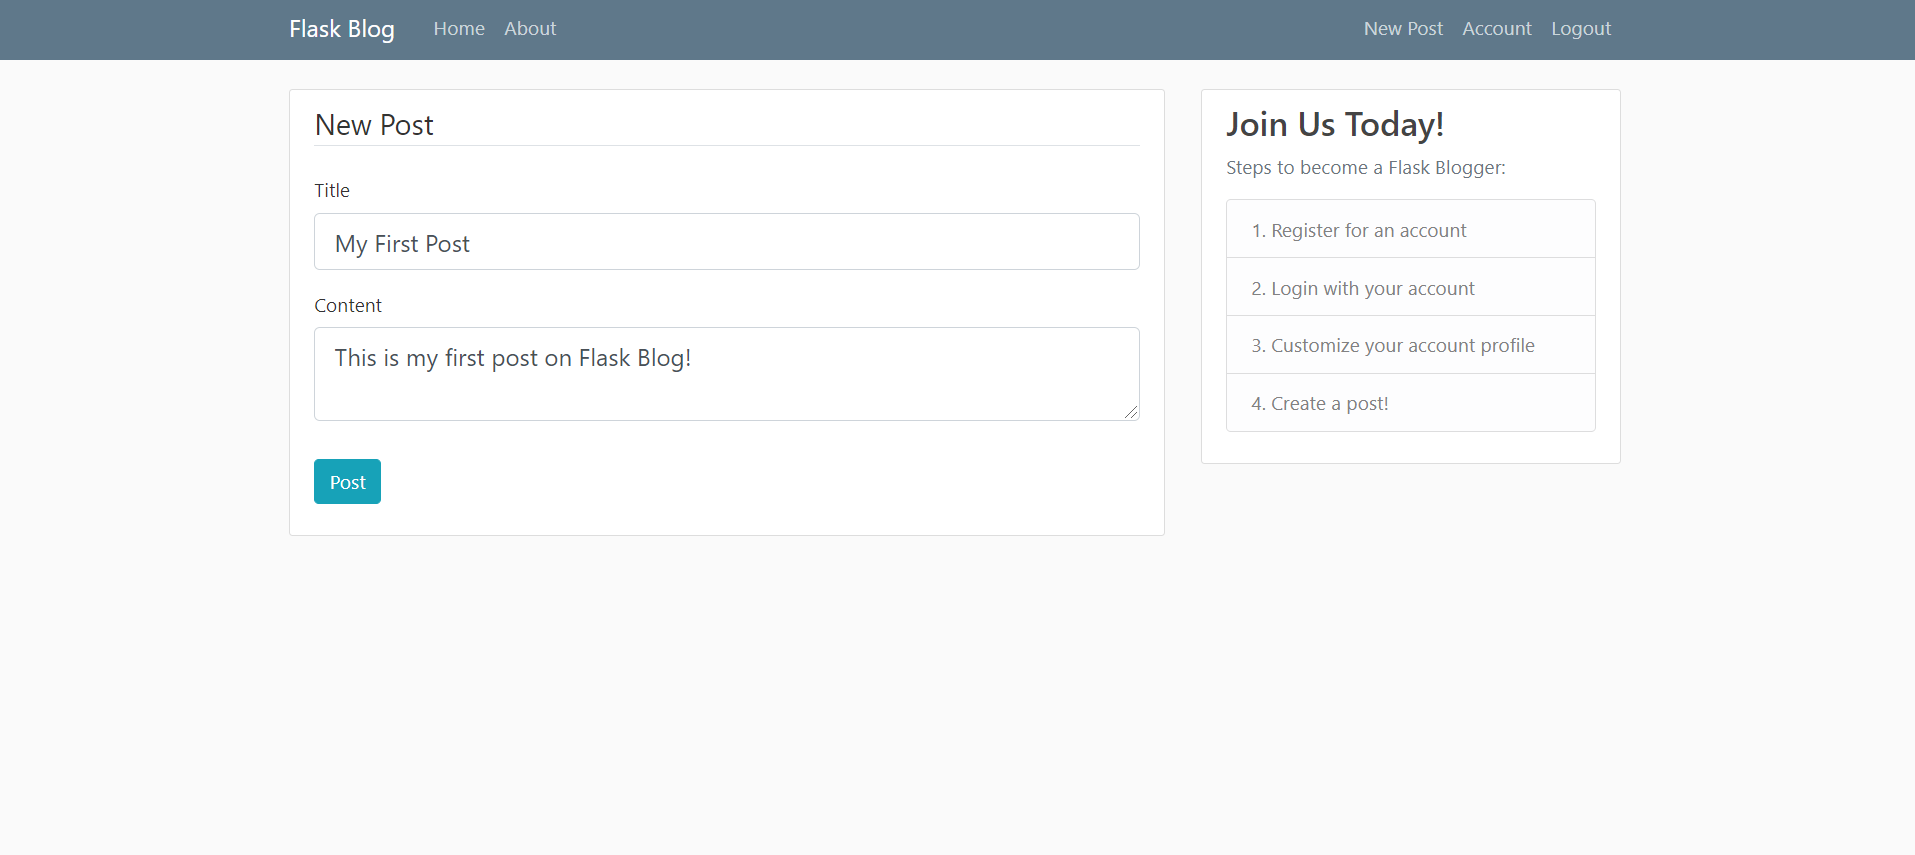 Flask Blog Home About New Post Account Logout
New Post
Title
My First Post
Content
This is my first post on Flask Blog!
Post
Join Us Today!
Steps to become a Flask Blogger:
1. Register for an account
2. Login with your account
3. Customize your account profile
4. Create a post!